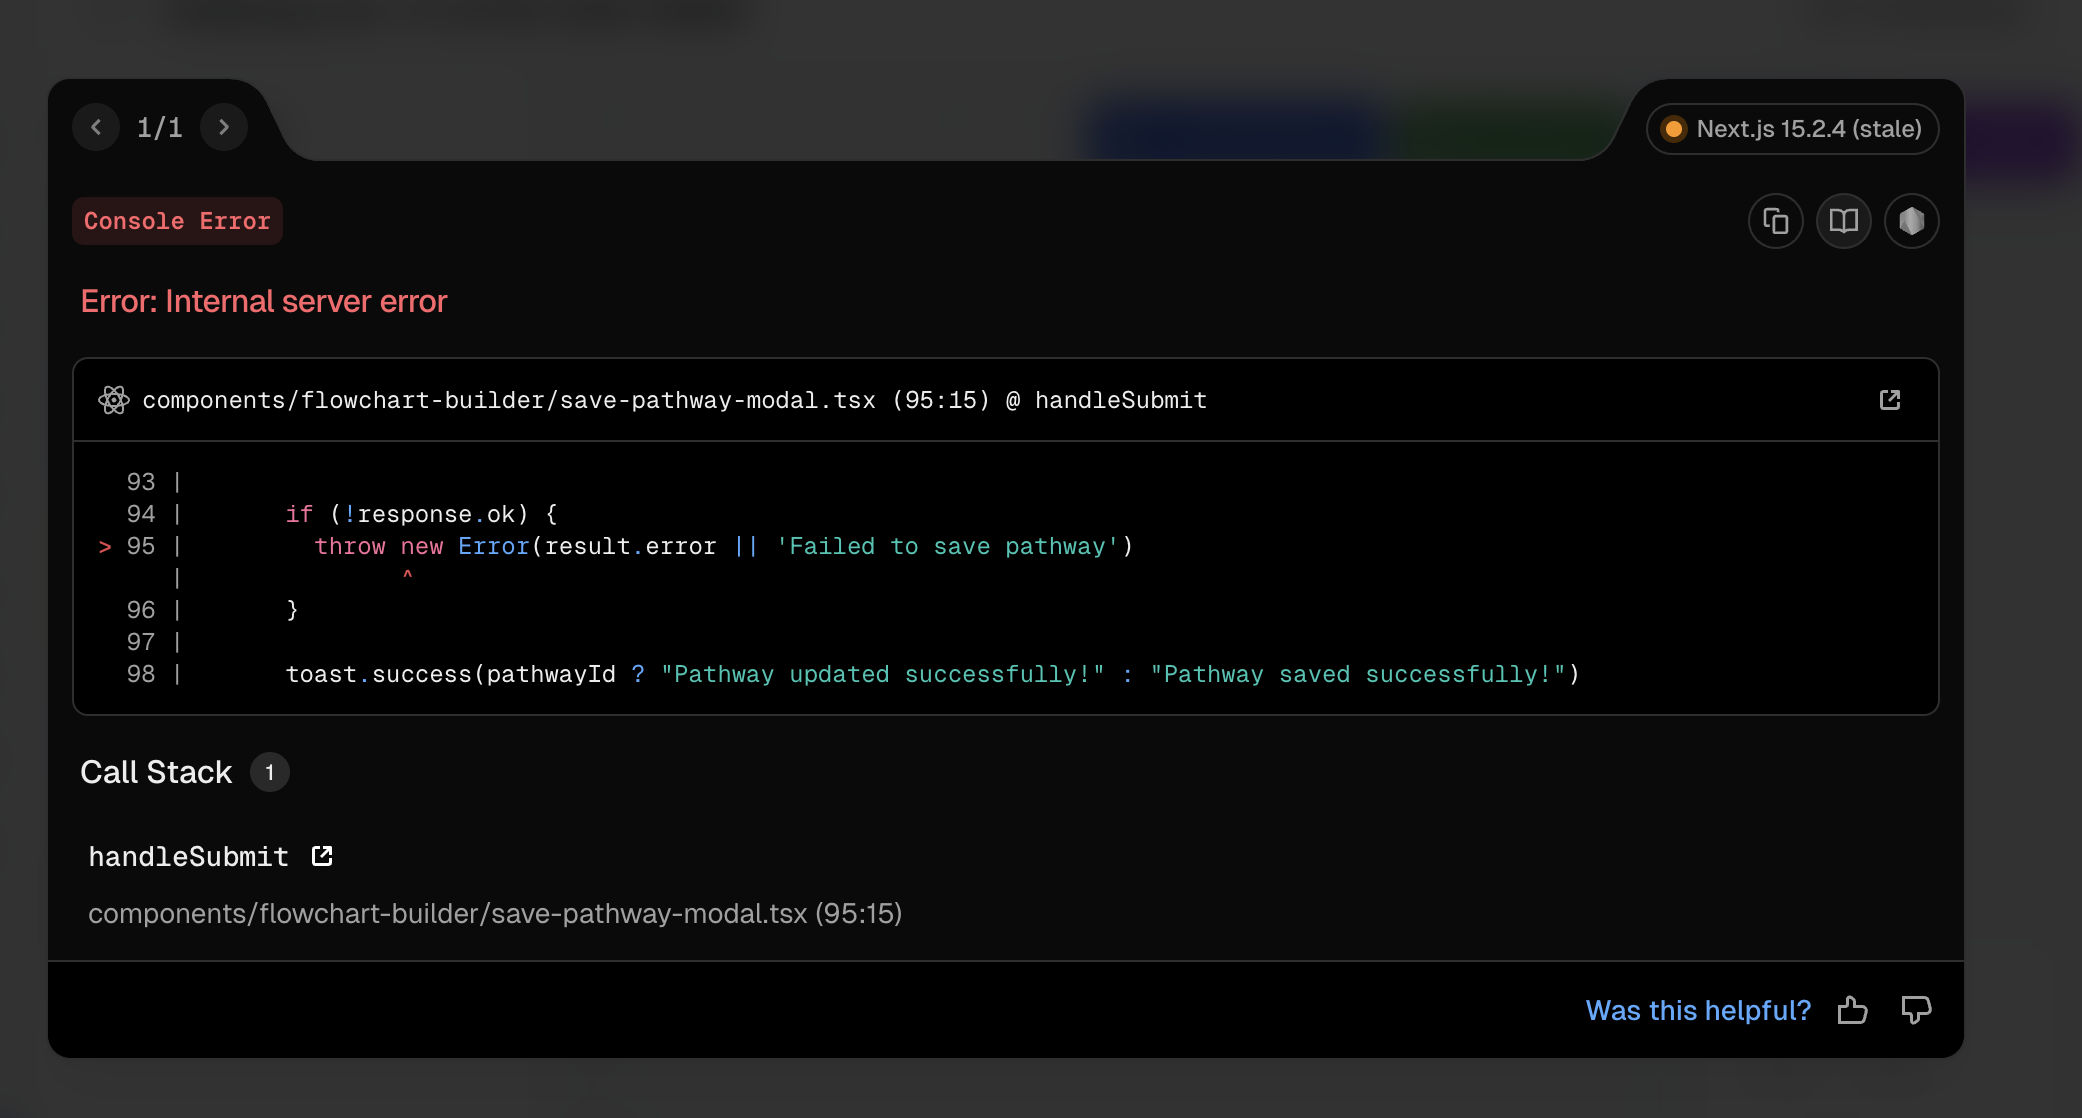 1/1
Next.js 15.2.4 (stale)
Console Error
Error: Internal server error
components/flowchart-builder/save-pathway-modal.tsx (95:15) @ handleSubmit
93 |
94 |       if (!response.ok) {
> 95 |         throw new Error(result.error || 'Failed to save pathway')
|               ^
96 |       }
97 |
98 |       toast.success(pathwayId ? "Pathway updated successfully!" : "Pathway saved successfully!")
Call Stack 1
handleSubmit
components/flowchart-builder/save-pathway-modal.tsx (95:15)
Was this helpful?